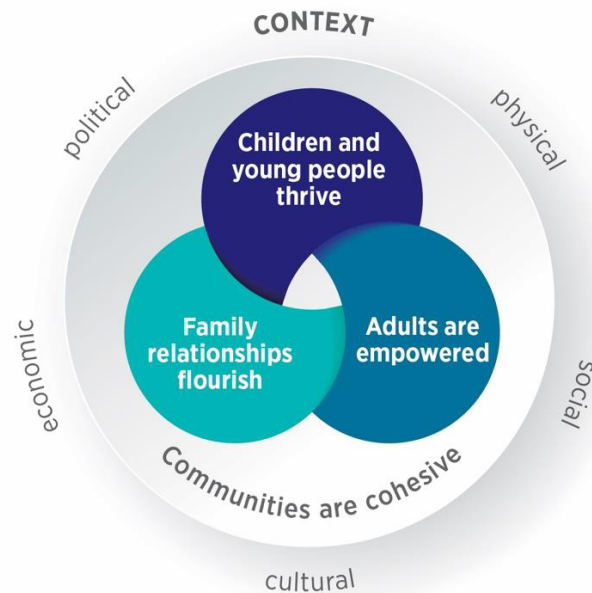 CONTEXT
political
physical
Children and
young people
thrive
Family
relationships
flourish
Adults are
empowered
economic
social
Communities are cohesive
cultural